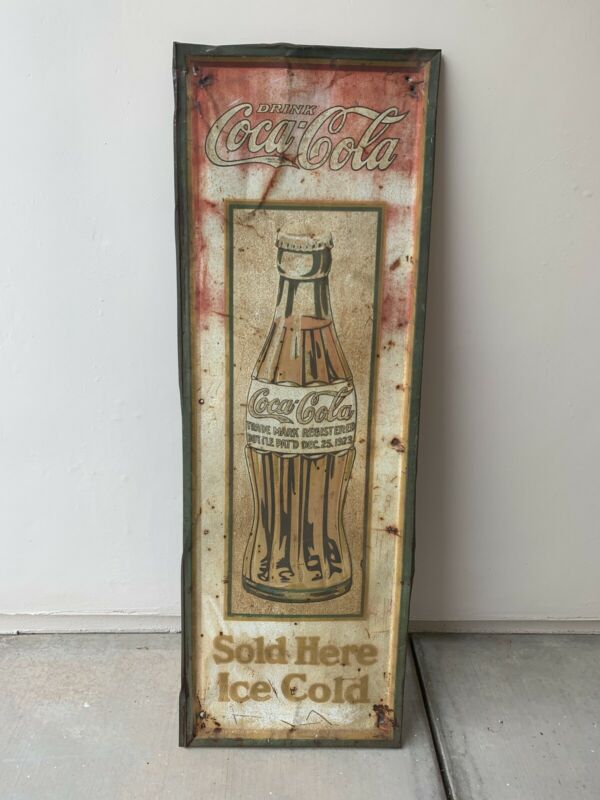 DRINK
Coca-Cola
Coca-Cola
TRADE MARK REGISTERED
BOTTLE PAT'D DEC. 25, 1923
Sold Here
Ice Cold